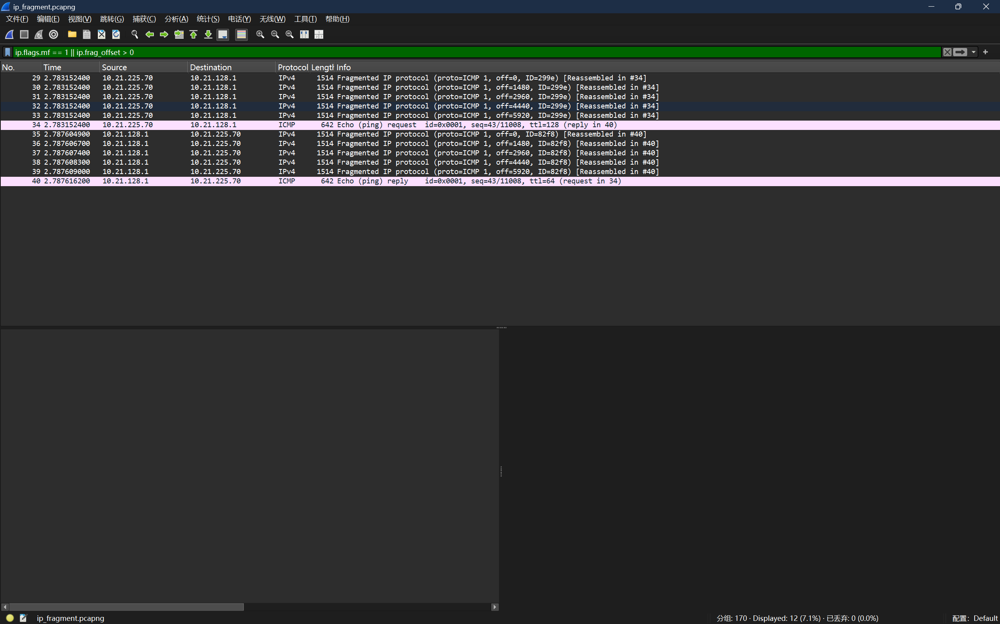 ip_fragment.pcapng
文件(F) 编辑(E) 视图(V) 跳转(G) 捕获(C) 分析(A) 统计(S) 电话(Y) 无线(W) 工具(T) 帮助(H)
ip.flags.mf == 1 || ip.frag_offset > 0
No. Time Source Destination Protocol Length Info
29 2.783152400 10.21.225.70 10.21.128.1 IPv4 1514 Fragmented IP protocol (proto=ICMP 1, off=0, ID=299e) [Reassembled in #34]
30 2.783152400 10.21.225.70 10.21.128.1 IPv4 1514 Fragmented IP protocol (proto=ICMP 1, off=1480, ID=299e) [Reassembled in #34]
31 2.783152400 10.21.225.70 10.21.128.1 IPv4 1514 Fragmented IP protocol (proto=ICMP 1, off=2960, ID=299e) [Reassembled in #34]
32 2.783152400 10.21.225.70 10.21.128.1 IPv4 1514 Fragmented IP protocol (proto=ICMP 1, off=4440, ID=299e) [Reassembled in #34]
33 2.783152400 10.21.225.70 10.21.128.1 IPv4 1514 Fragmented IP protocol (proto=ICMP 1, off=5920, ID=299e) [Reassembled in #34]
34 2.783152400 10.21.225.70 10.21.128.1 ICMP 642 Echo (ping) request id=0x0001, seq=43/11008, ttl=128 (reply in 40)
35 2.787604900 10.21.128.1 10.21.225.70 IPv4 1514 Fragmented IP protocol (proto=ICMP 1, off=0, ID=82f8) [Reassembled in #40]
36 2.787606700 10.21.128.1 10.21.225.70 IPv4 1514 Fragmented IP protocol (proto=ICMP 1, off=1480, ID=82f8) [Reassembled in #40]
37 2.787607400 10.21.128.1 10.21.225.70 IPv4 1514 Fragmented IP protocol (proto=ICMP 1, off=2960, ID=82f8) [Reassembled in #40]
38 2.787608300 10.21.128.1 10.21.225.70 IPv4 1514 Fragmented IP protocol (proto=ICMP 1, off=4440, ID=82f8) [Reassembled in #40]
39 2.787609000 10.21.128.1 10.21.225.70 IPv4 1514 Fragmented IP protocol (proto=ICMP 1, off=5920, ID=82f8) [Reassembled in #40]
40 2.787616200 10.21.128.1 10.21.225.70 ICMP 642 Echo (ping) reply id=0x0001, seq=43/11008, ttl=64 (request in 34)
ip_fragment.pcapng 分组: 170 · Displayed: 12 (7.1%) · 已丢弃: 0 (0.0%) 配置: Default